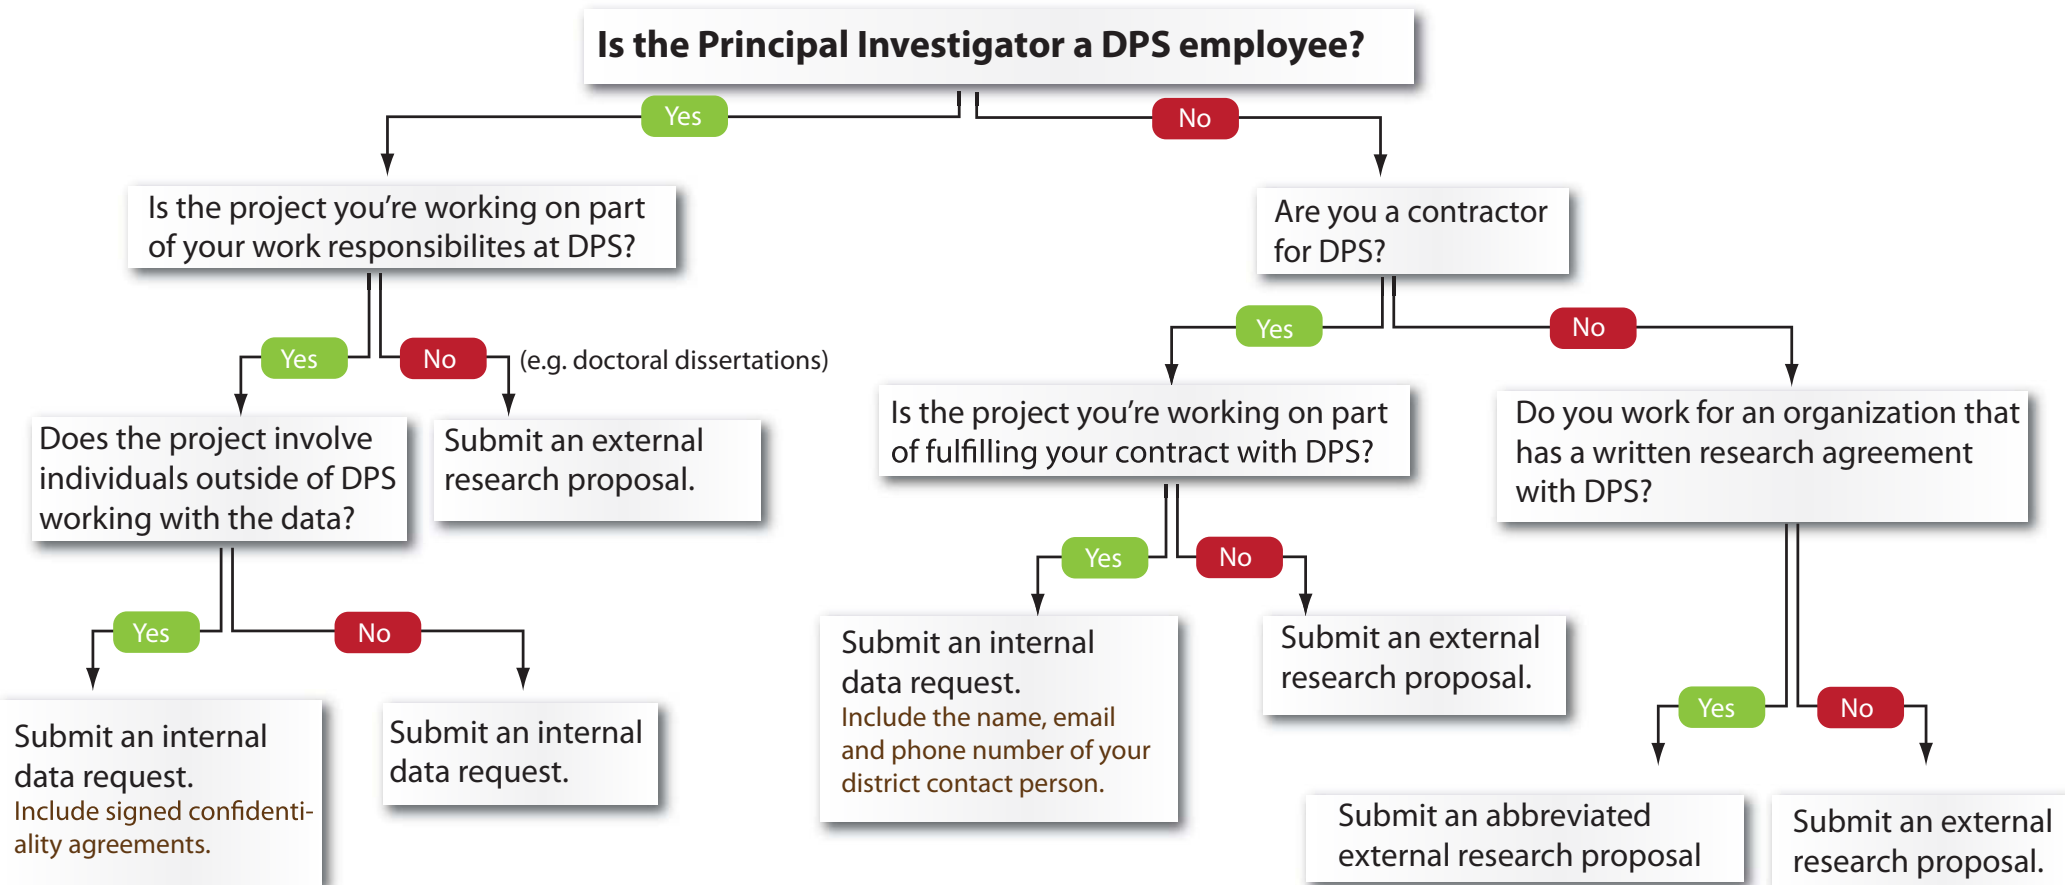 Is the Principal Investigator a DPS employee?
Yes
No
Is the project you’re working on part
of your work responsibilites at DPS?
Are you a contractor
for DPS?
Yes
No
(e.g. doctoral dissertations)
Yes
No
Does the project involve
individuals outside of DPS
working with the data?
Submit an external
research proposal.
Is the project you’re working on part
of fulfilling your contract with DPS?
Do you work for an organization that
has a written research agreement
with DPS?
Yes
No
Yes
No
Submit an internal
data request.
Include signed confidenti-
ality agreements.
Submit an internal
data request.
Submit an internal
data request.
Include the name, email
and phone number of your
district contact person.
Submit an external
research proposal.
Yes
No
Submit an abbreviated
external research proposal
Submit an external
research proposal.